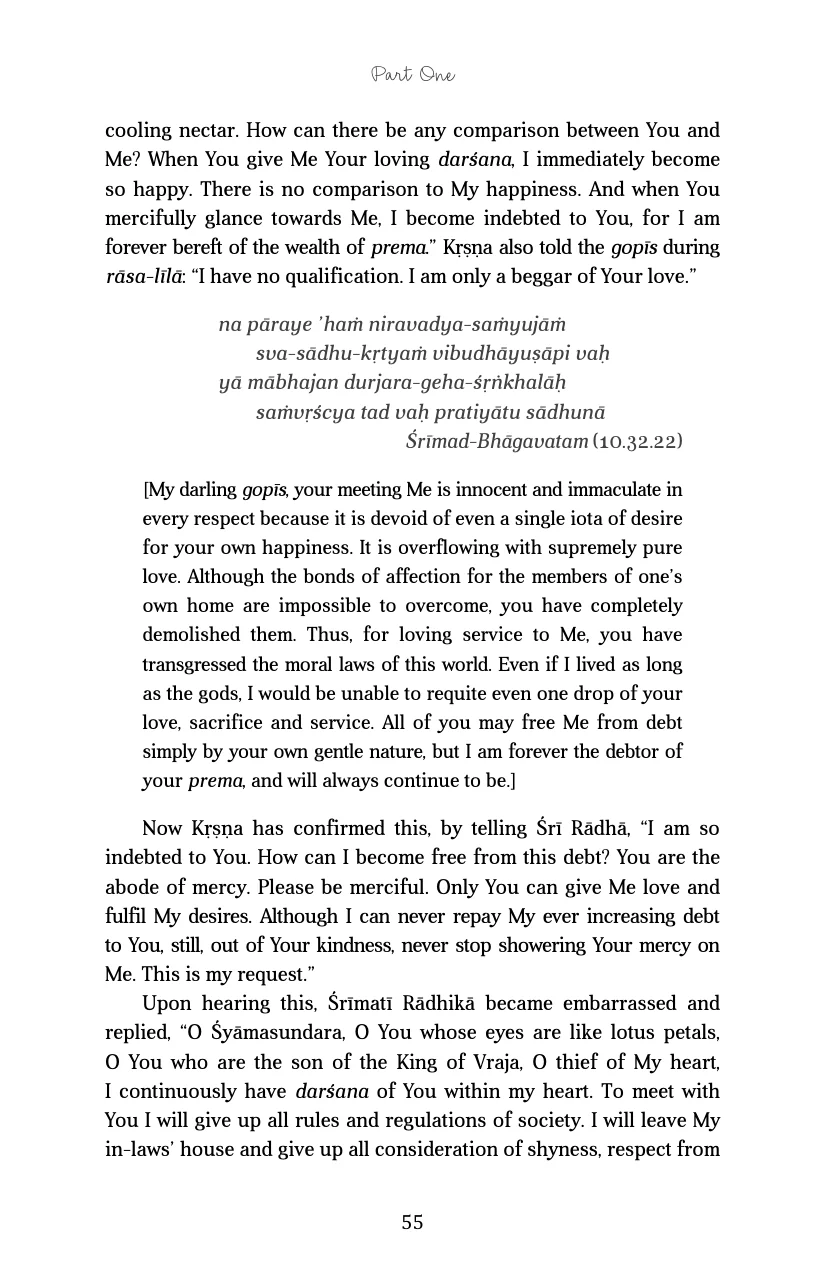 Part One
cooling nectar. How can there be any comparison between You and
Me? When You give Me Your loving darśana, I immediately become
so happy. There is no comparison to My happiness. And when You
mercifully glance towards Me, I become indebted to You, for I am
forever bereft of the wealth of prema.” Kṛṣṇa also told the gopīs during
rāsa-līlā: “I have no qualification. I am only a beggar of Your love.”
na pāraye ’haṁ niravadya-saṁyujāṁ
sva-sādhu-kṛtyaṁ vibudhāyuṣāpi vaḥ
yā mābhajan durjara-geha-śṛṅkhalāḥ
saṁvṛścya tad vaḥ pratiyātu sādhunā
Śrīmad-Bhāgavatam (10.32.22)
[My darling gopīs, your meeting Me is innocent and immaculate in
every respect because it is devoid of even a single iota of desire
for your own happiness. It is overflowing with supremely pure
love. Although the bonds of affection for the members of one’s
own home are impossible to overcome, you have completely
demolished them. Thus, for loving service to Me, you have
transgressed the moral laws of this world. Even if I lived as long
as the gods, I would be unable to requite even one drop of your
love, sacrifice and service. All of you may free Me from debt
simply by your own gentle nature, but I am forever the debtor of
your prema, and will always continue to be.]
Now Kṛṣṇa has confirmed this, by telling Śrī Rādhā, “I am so
indebted to You. How can I become free from this debt? You are the
abode of mercy. Please be merciful. Only You can give Me love and
fulfil My desires. Although I can never repay My ever increasing debt
to You, still, out of Your kindness, never stop showering Your mercy on
Me. This is my request.”
Upon hearing this, Śrīmatī Rādhikā became embarrassed and
replied, “O Śyāmasundara, O You whose eyes are like lotus petals,
O You who are the son of the King of Vraja, O thief of My heart,
I continuously have darśana of You within my heart. To meet with
You I will give up all rules and regulations of society. I will leave My
in-laws’ house and give up all consideration of shyness, respect from
55